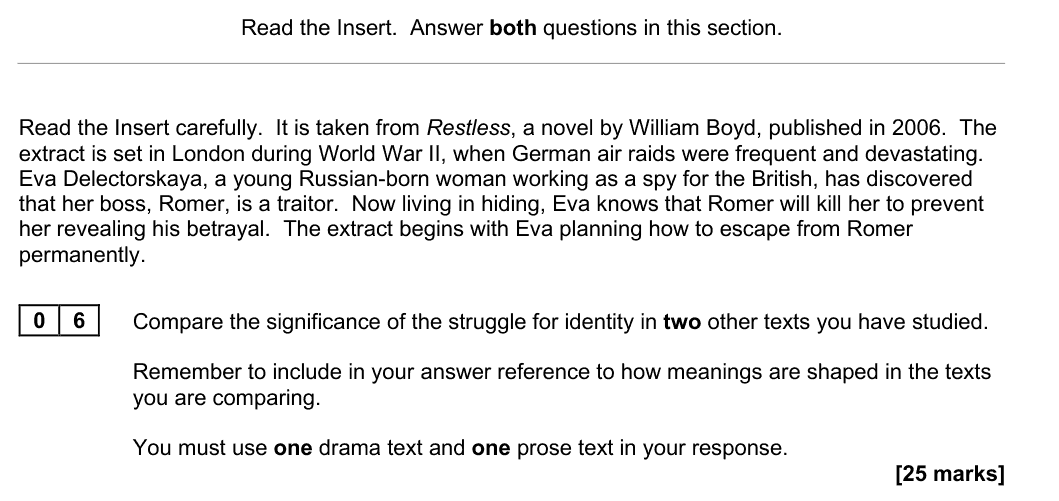 Read the Insert.  Answer both questions in this section.
Read the Insert carefully.  It is taken from Restless, a novel by William Boyd, published in 2006.  The
extract is set in London during World War II, when German air raids were frequent and devastating.
Eva Delectorskaya, a young Russian-born woman working as a spy for the British, has discovered
that her boss, Romer, is a traitor.  Now living in hiding, Eva knows that Romer will kill her to prevent
her revealing his betrayal.  The extract begins with Eva planning how to escape from Romer
permanently.
0 6 Compare the significance of the struggle for identity in two other texts you have studied.
Remember to include in your answer reference to how meanings are shaped in the texts
you are comparing.
You must use one drama text and one prose text in your response.
[25 marks]